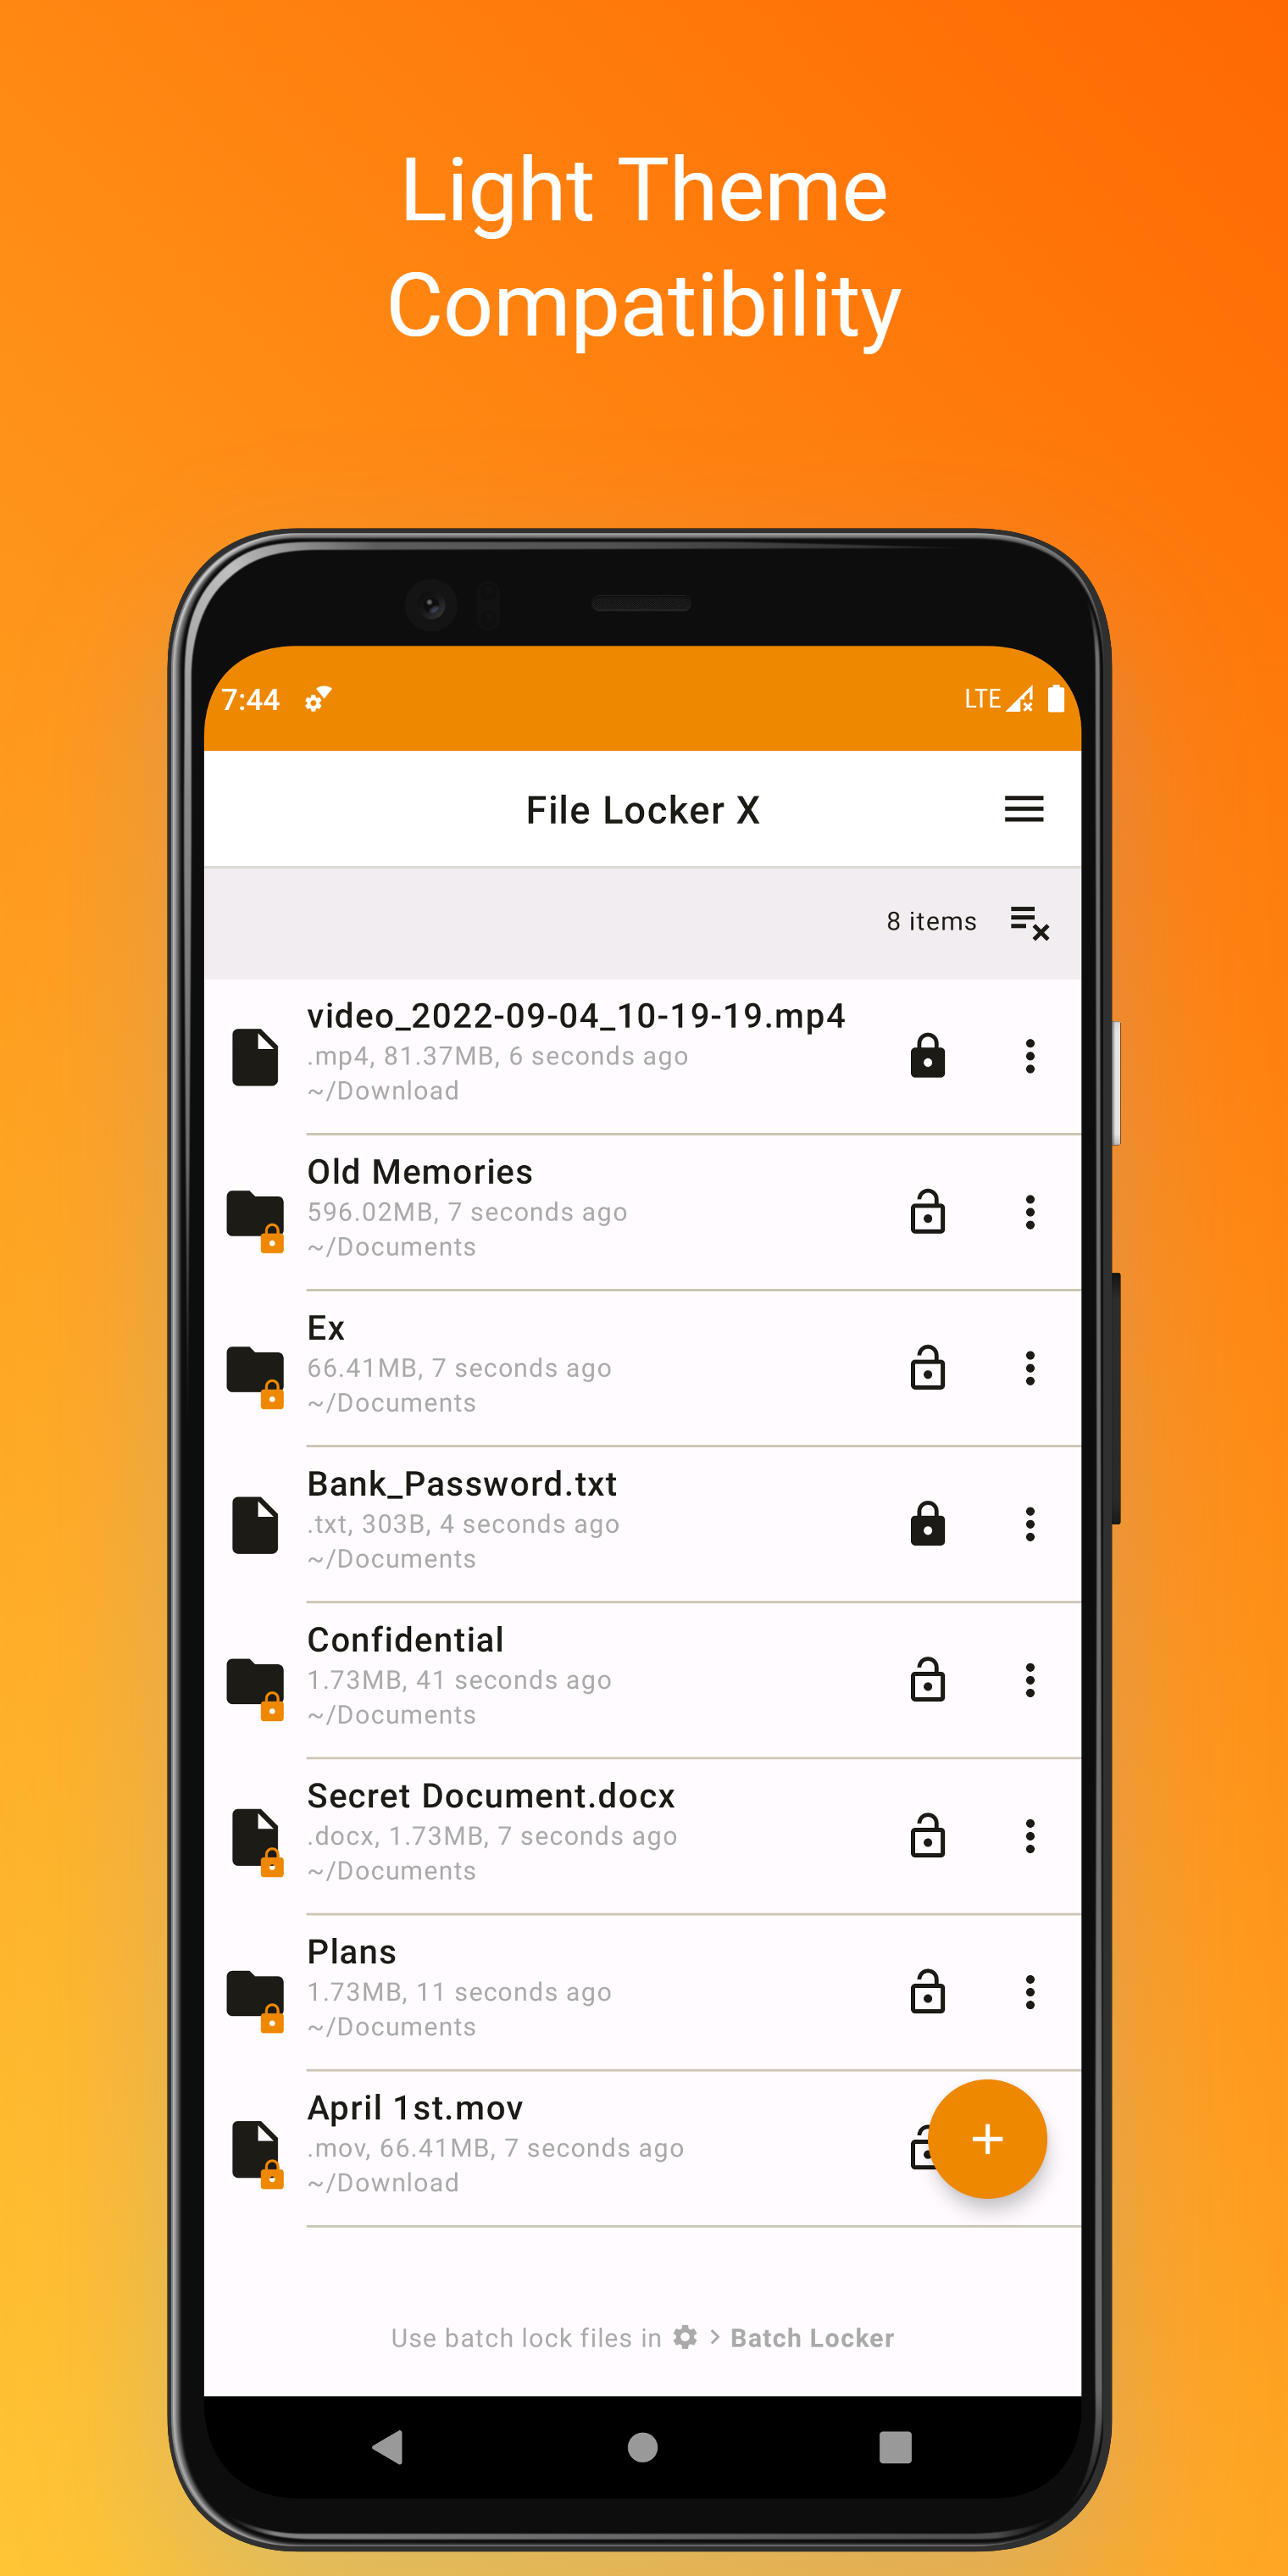 Light Theme
Compatibility
7:44
LTE
File Locker X
8 items
video_2022-09-04_10-19-19.mp4
.mp4, 81.37MB, 6 seconds ago
~/Download
Old Memories
596.02MB, 7 seconds ago
~/Documents
Ex
66.41MB, 7 seconds ago
~/Documents
Bank_Password.txt
.txt, 303B, 4 seconds ago
~/Documents
Confidential
1.73MB, 41 seconds ago
~/Documents
Secret Document.docx
.docx, 1.73MB, 7 seconds ago
~/Documents
Plans
1.73MB, 11 seconds ago
~/Documents
April 1st.mov
.mov, 66.41MB, 7 seconds ago
~/Download
Use batch lock files in > Batch Locker